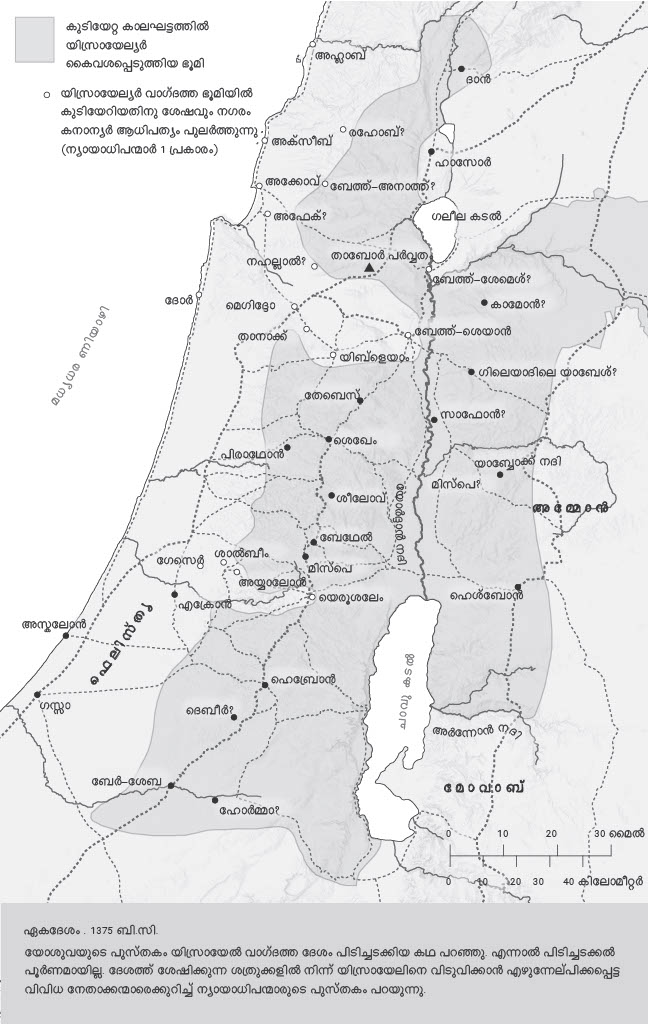 കുടിയേറ്റ കാലഘട്ടത്തിൽ
യിസ്രായേല്യർ
കൈവശപ്പെടുത്തിയ ഭൂമി
യിസ്രായേല്യർ വാഗ്ദത്ത ഭൂമിയിൽ
കുടിയേറിയതിനു ശേഷവും നഗരം
കനാന്യർ ആധിപത്യം പുലർത്തുന്നു
(ന്യായാധിപന്മാർ 1 പ്രകാരം)
അഹ്ലാബ്
ദാൻ
രഹോബ്?
അക്സീബ്
ഹാസോർ
അക്കോവ്
ബേത്ത്-അനാത്ത്?
അഫേക്?
ഗലീല കടൽ
താബോർ പർവ്വത
നഹല്ലാൽ?
ബേത്ത്-ശേമെശ്?
ദോർ
മെഗിദ്ദോ
കാമോൻ?
താനാക്ക്
ബേത്ത്-ശെയാൻ
മധ്യധരണിയാഴി
യിബ്ളെയാം
ഗിലെയാദിലെ യാബേശ്?
തേബെസ്
സാഫോൻ?
ശെഖേം
പിരാഥോൻ
യാബ്ബോക്ക് നദി
മിസ്പെ?
ശീലോവ്
അമ്മോൻ
യോർദ്ദാൻ നദി
ബേഥേൽ
ശാൽബീം
ഗേസെർ
മിസ്പെ
അയ്യാലോൻ
ഹെശ്ബോൻ
എക്രോൻ
യെരുശലേം
അസ്കലോൻ
ഫെലിസ്ത്യ
ചാവു കടൽ
ഹെബ്രോൻ
ഗസ്സാ
ദെബീർ?
അർന്നോൻ നദി
ബേർ-ശേബ
മോവാബ്
ഹോർമ്മാ?
0 10 20 30 മൈൽ
0 10 20 30 40 കിലോമീറ്റർ
ഏകദേശം . 1375 ബി.സി.
യോശുവയുടെ പുസ്തകം യിസ്രായേൽ വാഗ്ദത്ത ദേശം പിടിച്ചടക്കിയ കഥ പറഞ്ഞു. എന്നാൽ പിടിച്ചടക്കൽ
പൂർണമായില്ല. ദേശത്ത് ശേഷിക്കുന്ന ശത്രുക്കളിൽ നിന്ന് യിസ്രായേലിനെ വിടുവിക്കാൻ എഴുന്നേല്പിക്കപ്പെട്ട
വിവിധ നേതാക്കന്മാരെക്കുറിച്ച് ന്യായാധിപന്മാരുടെ പുസ്തകം പറയുന്നു.